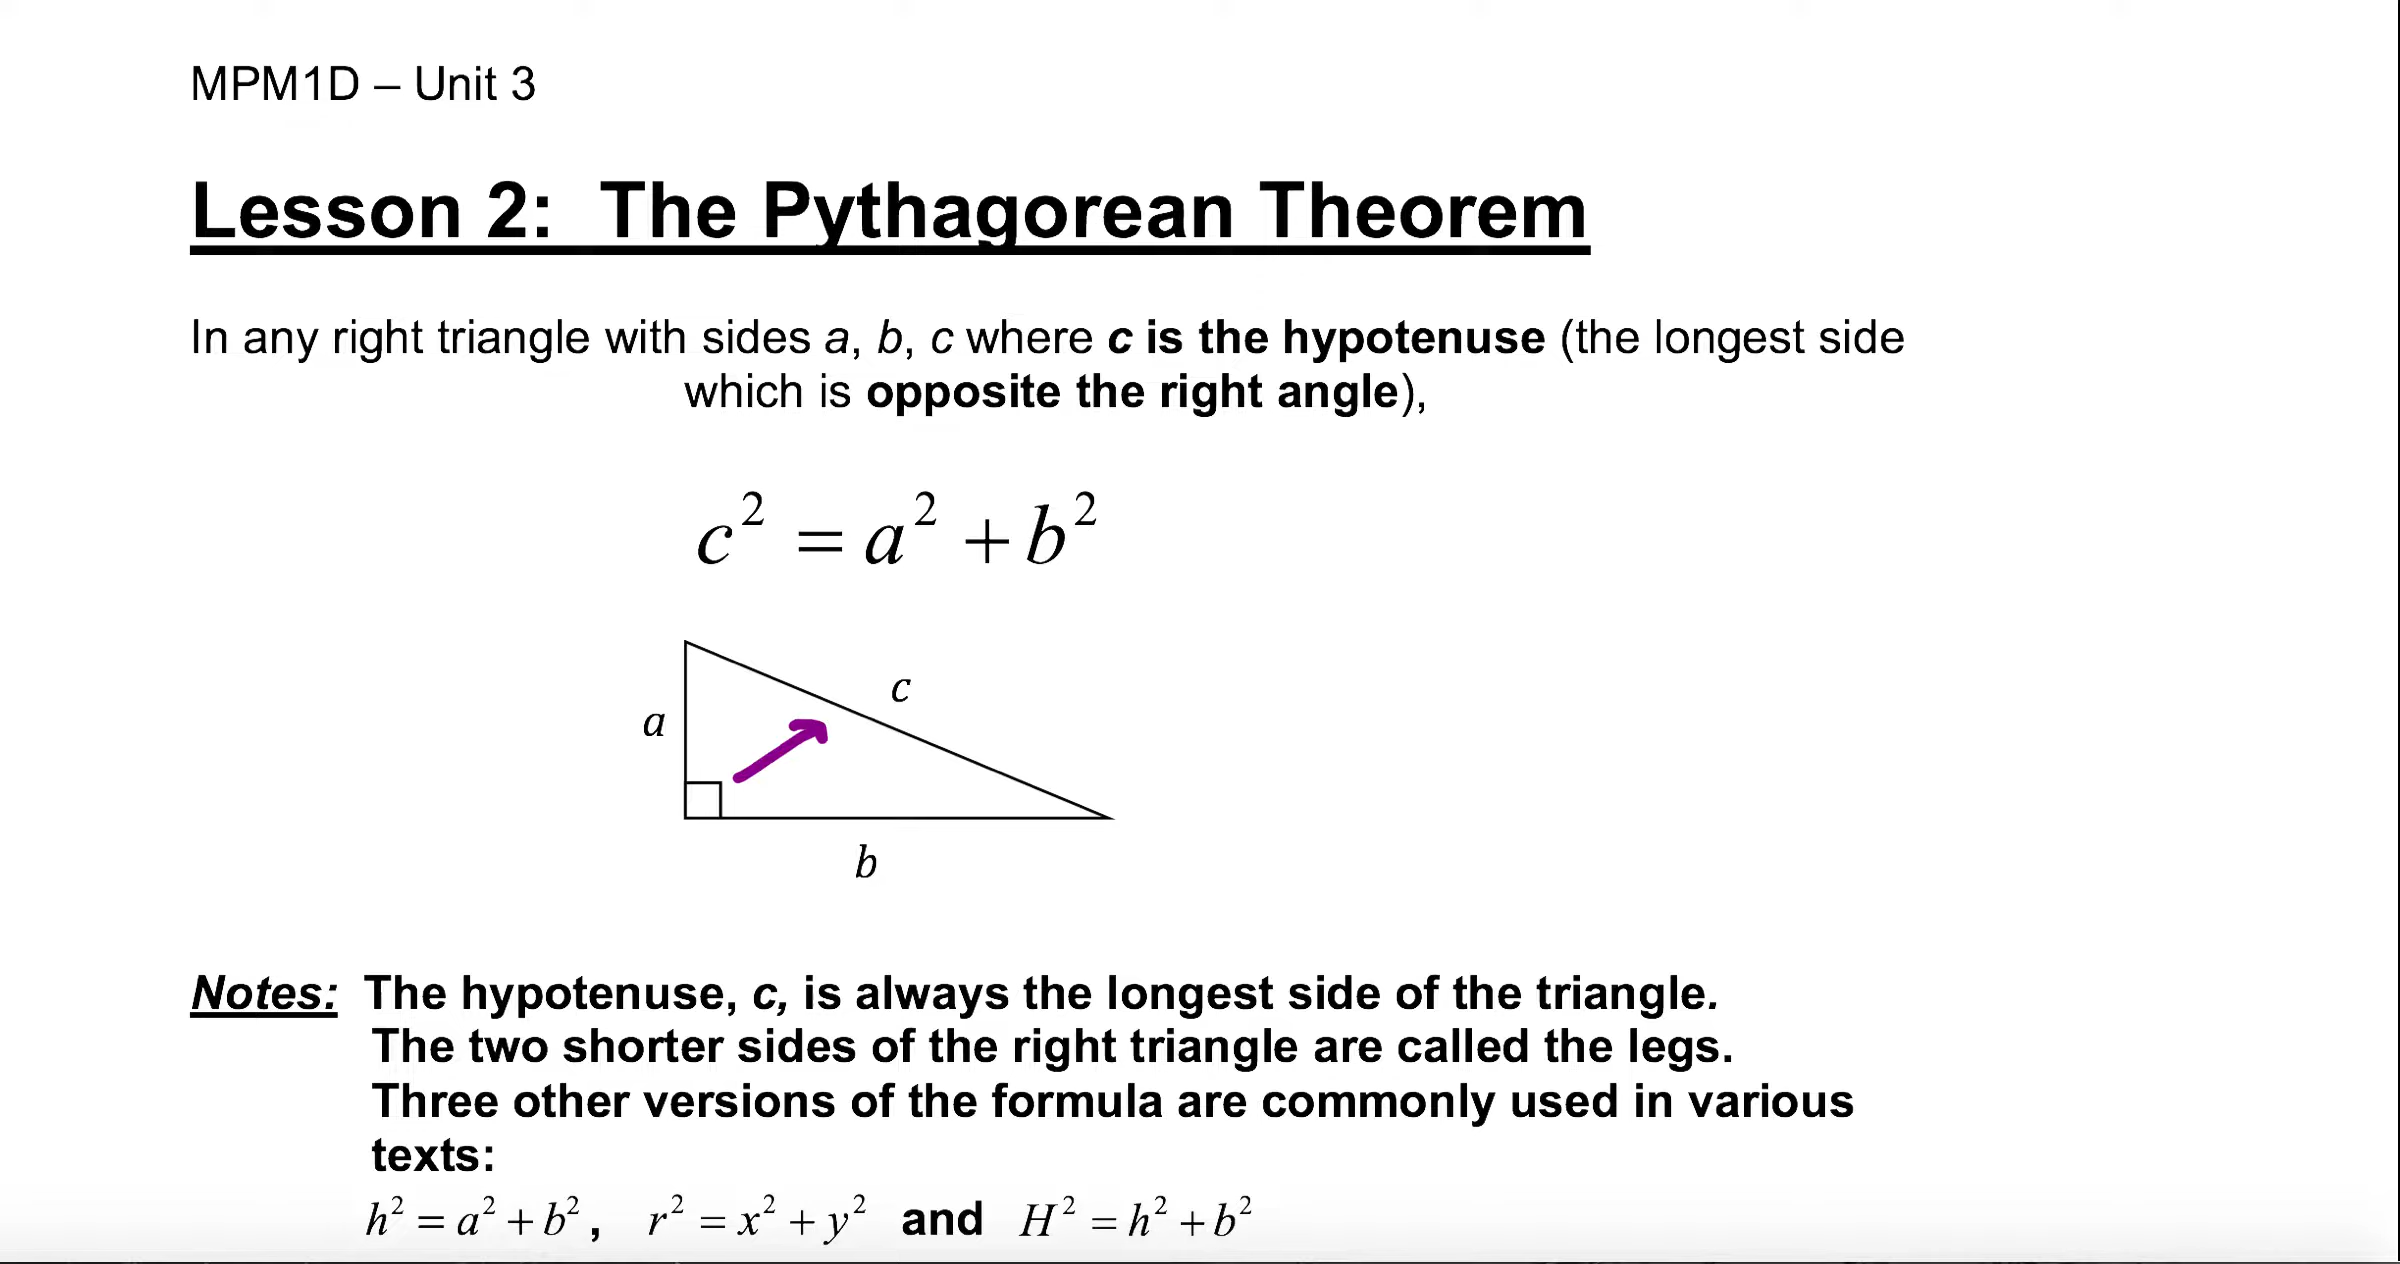 MPM1D – Unit 3
Lesson 2:  The Pythagorean Theorem
In any right triangle with sides a, b, c where c is the hypotenuse (the longest side
which is opposite the right angle),
c² = a² + b²
c
a
b
Notes:  The hypotenuse, c, is always the longest side of the triangle.
The two shorter sides of the right triangle are called the legs.
Three other versions of the formula are commonly used in various
texts:
h² = a² + b² ,   r² = x² + y²   and   H² = h² + b²